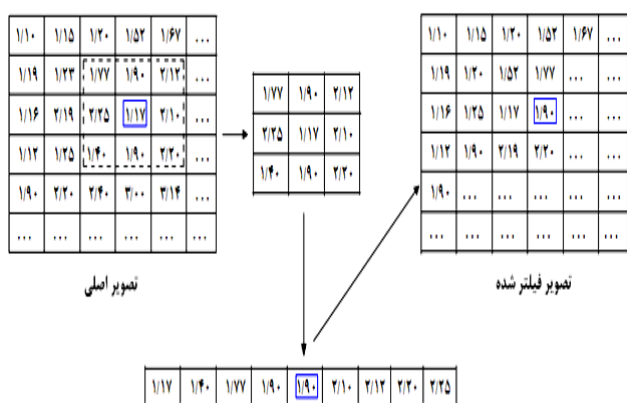 ۱/۱۰ ۱/۱۵ ۱/۲۰ ۱/۵۲ ۱/۶۷ ...
۱/۱۹ ۱/۲۳ ۱/۷۷ ۱/۹۰ ۲/۱۲ ...
۱/۱۶ ۲/۱۹ ۲/۲۵ ۱/۱۷ ۲/۱۰ ...
۱/۱۲ ۱/۲۵ ۱/۴۰ ۱/۹۰ ۲/۲۰ ...
۱/۹۰ ۲/۲۰ ۲/۴۰ ۳/۰۰ ۳/۱۴ ...
... ... ... ... ... ...
تصویر اصلی
۱/۷۷ ۱/۹۰ ۲/۱۲
۲/۲۵ ۱/۱۷ ۲/۱۰
۱/۴۰ ۱/۹۰ ۲/۲۰
۱/۱۰ ۱/۱۵ ۱/۲۰ ۱/۵۲ ۱/۶۷ ...
۱/۱۹ ۱/۲۰ ۱/۵۲ ۱/۷۷ ... ...
۱/۱۶ ۱/۲۵ ۱/۱۷ ۱/۹۰ ... ...
۱/۱۲ ۱/۹۰ ۲/۱۹ ۲/۲۰ ... ...
۱/۹۰ ... ... ... ... ...
... ... ... ... ... ...
تصویر فیلتر شده
۱/۱۷ ۱/۴۰ ۱/۷۷ ۱/۹۰ ۱/۹۰ ۲/۱۰ ۲/۱۲ ۲/۲۰ ۲/۲۵